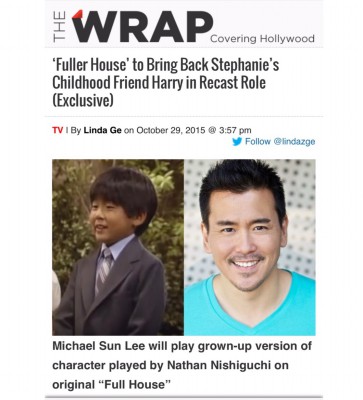 THE WRAP Covering Hollywood
‘Fuller House’ to Bring Back Stephanie’s
Childhood Friend Harry in Recast Role
(Exclusive)
TV | By Linda Ge on October 29, 2015 @ 3:57 pm
Follow @lindazge
Michael Sun Lee will play grown-up version of
character played by Nathan Nishiguchi on
original “Full House”